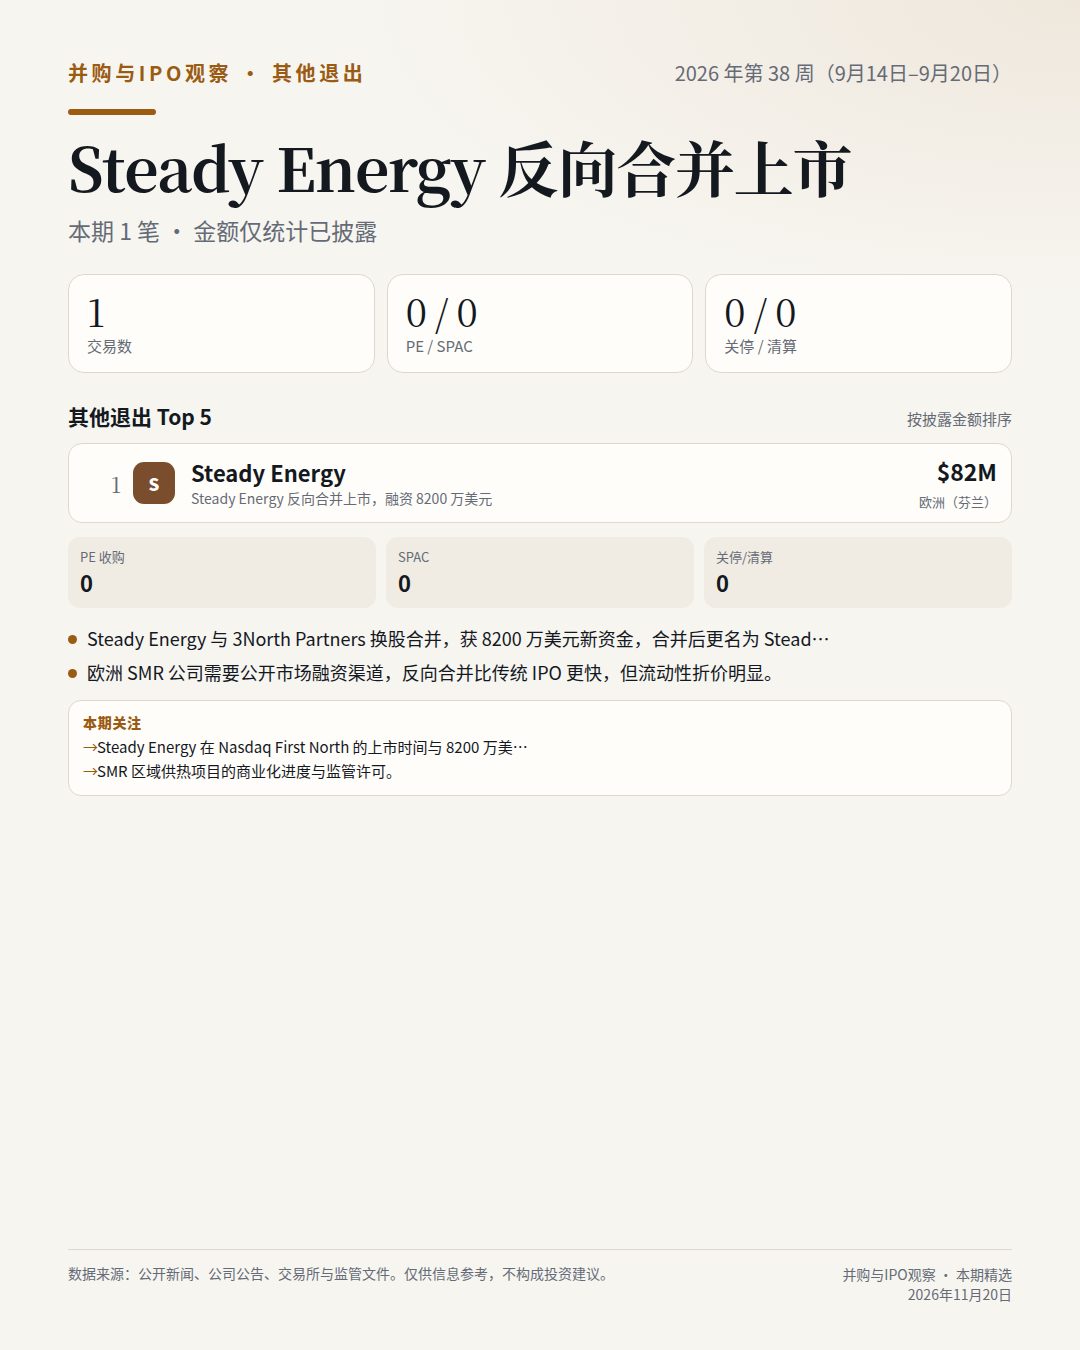 并购与IPO观察 · 其他退出
2026 年第 38 周（9月14日–9月20日）
Steady Energy 反向合并上市
本期 1 笔 · 金额仅统计已披露
1
交易数
0 / 0
PE / SPAC
0 / 0
关停 / 清算
其他退出 Top 5
按披露金额排序
1
S
Steady Energy
Steady Energy 反向合并上市，融资 8200 万美元
$82M
欧洲（芬兰）
PE 收购
0
SPAC
0
关停/清算
0
Steady Energy 与 3North Partners 换股合并，获 8200 万美元新资金，合并后更名为 Stead…
欧洲 SMR 公司需要公开市场融资渠道，反向合并比传统 IPO 更快，但流动性折价明显。
本期关注
→Steady Energy 在 Nasdaq First North 的上市时间与 8200 万美…
→SMR 区域供热项目的商业化进度与监管许可。
数据来源：公开新闻、公司公告、交易所与监管文件。仅供信息参考，不构成投资建议。
并购与IPO观察 · 本期精选
2026年11月20日